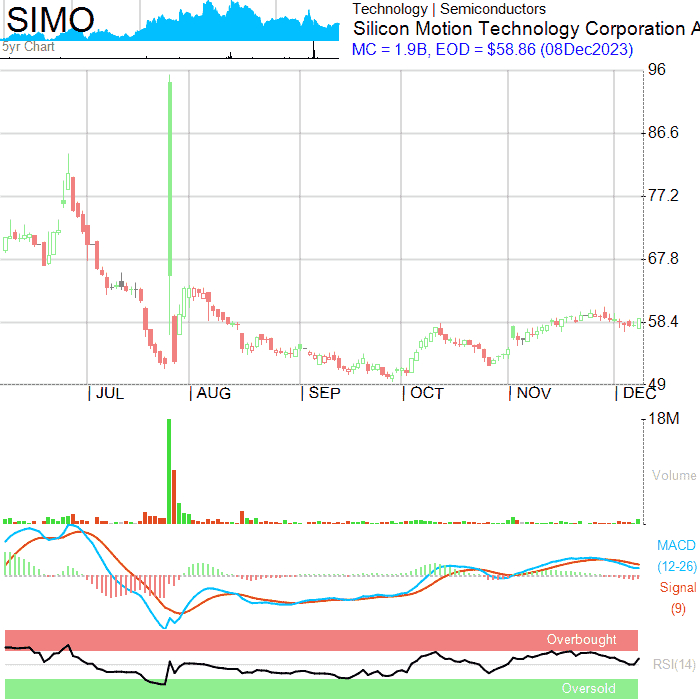 SIMO
5yr Chart
Technology | Semiconductors
Silicon Motion Technology Corporation A
MC = 1.9B, EOD = $58.86 (08Dec2023)
96
86.6
77.2
67.8
58.4
49
| JUL | AUG | SEP | OCT | NOV | DEC
18M
Volume
MACD
(12-26)
Signal
(9)
Overbought
RSI(14)
Oversold